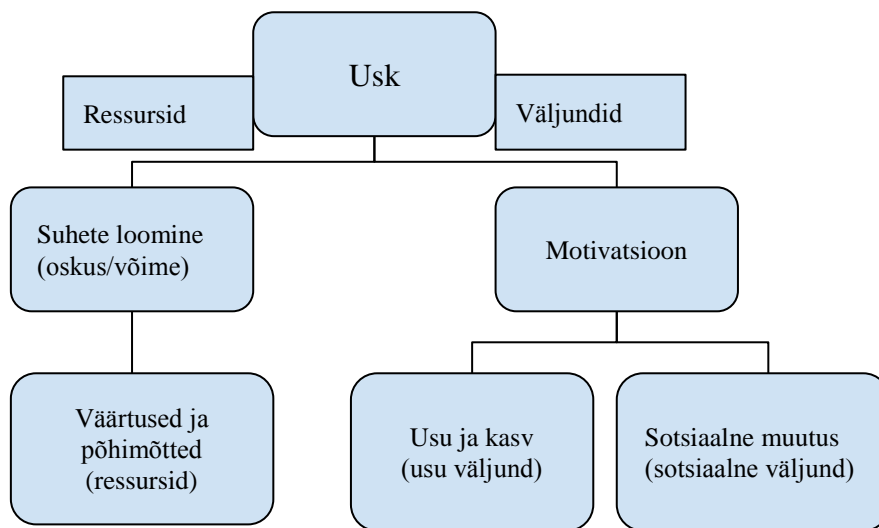 Usk
Ressursid
Väljundid
Suhete loomine
(oskus/võime)
Motivatsioon
Väärtused ja
põhimõtted
(ressursid)
Usu ja kasv
(usu väljund)
Sotsiaalne muutus
(sotsiaalne väljund)